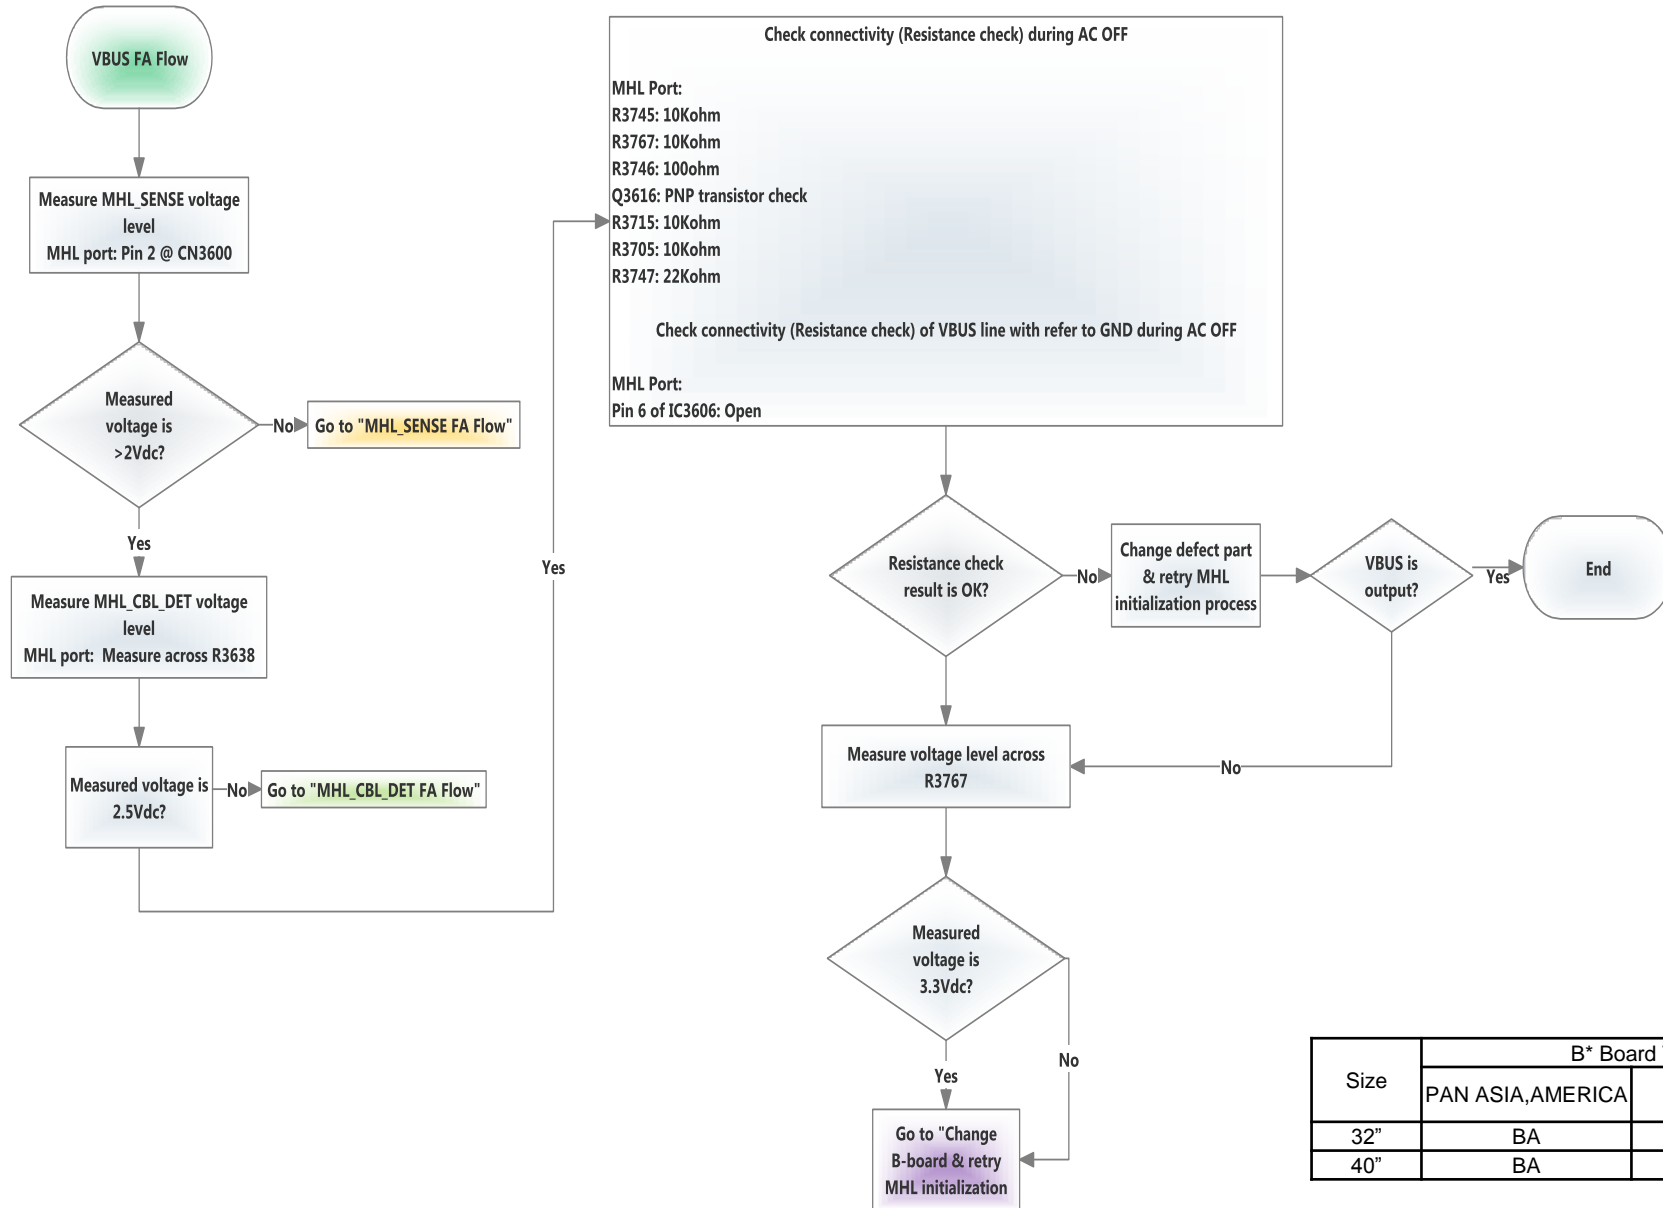 VBUS FA Flow
Measure MHL_SENSE voltage
level
MHL port: Pin 2 @ CN3600
Measured
voltage is
>2Vdc?
No
Go to "MHL_SENSE FA Flow"
Yes
Measure MHL_CBL_DET voltage
level
MHL port:  Measure across R3638
Measured voltage is
2.5Vdc?
No
Go to "MHL_CBL_DET FA Flow"
Yes
Check connectivity (Resistance check) during AC OFF
MHL Port:
R3745: 10Kohm
R3767: 10Kohm
R3746: 100ohm
Q3616: PNP transistor check
R3715: 10Kohm
R3705: 10Kohm
R3747: 22Kohm
Check connectivity (Resistance check) of VBUS line with refer to GND during AC OFF
MHL Port:
Pin 6 of IC3606: Open
Resistance check
result is OK?
No
Change defect part
& retry MHL
initialization process
VBUS is
output?
Yes
End
No
Measure voltage level across
R3767
Measured
voltage is
3.3Vdc?
No
Yes
Go to "Change
B-board & retry
MHL initialization
Size
B* Board
PAN ASIA,AMERICA
32”
BA
40”
BA